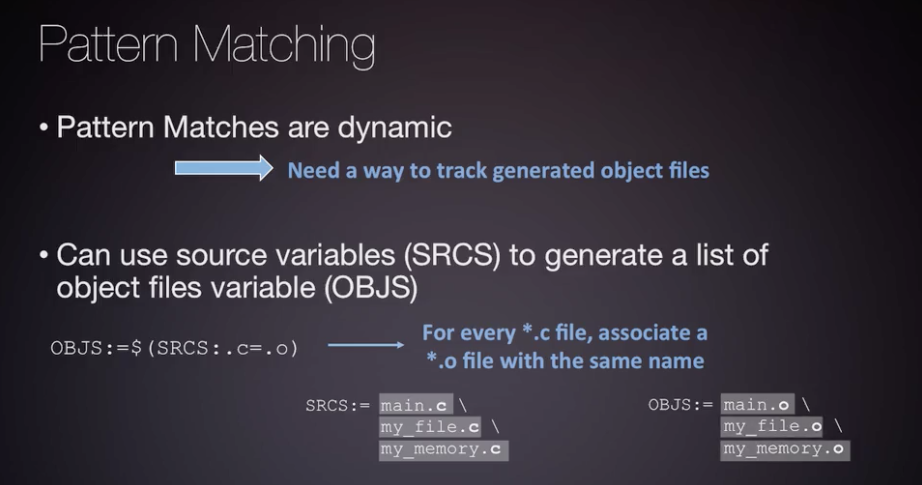 Pattern Matching
• Pattern Matches are dynamic
Need a way to track generated object files
• Can use source variables (SRCS) to generate a list of
object files variable (OBJS)
OBJS:=$(SRCS:.c=.o)
For every *.c file, associate a
*.o file with the same name
SRCS:= main.c \
my_file.c \
my_memory.c
OBJS:= main.o \
my_file.o \
my_memory.o